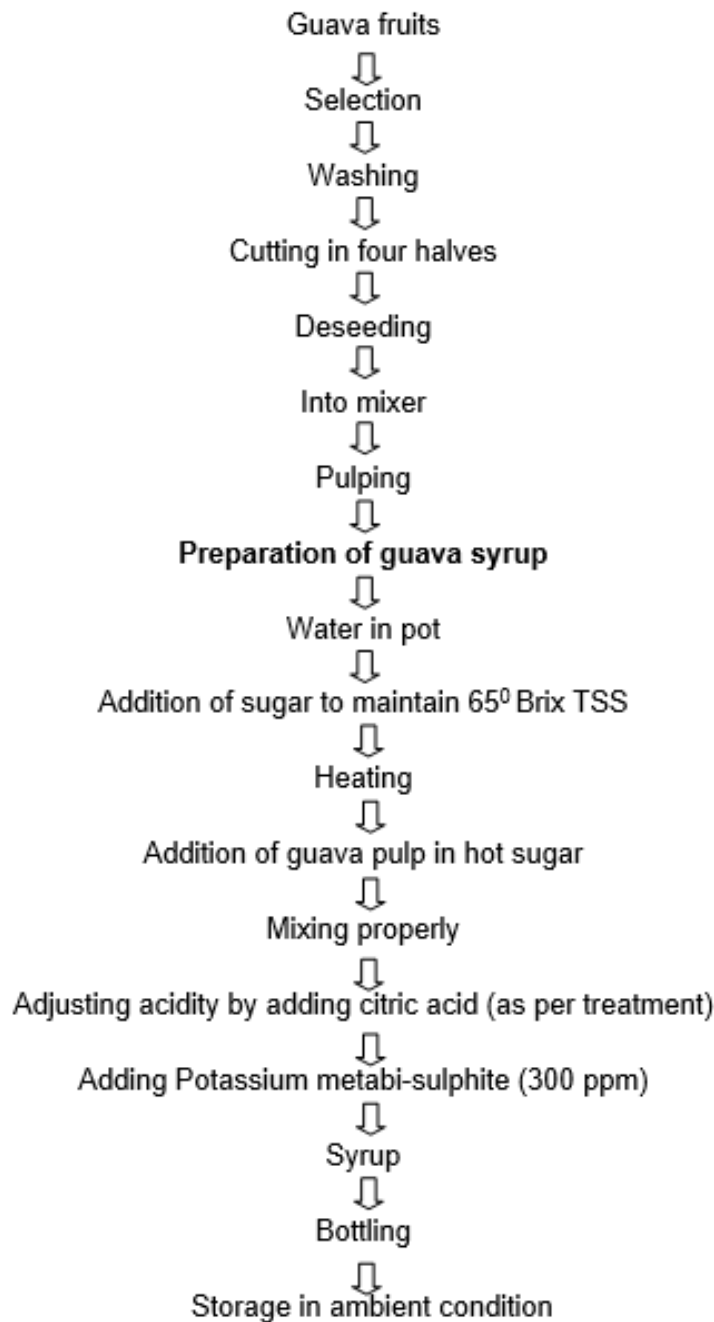 Guava fruits
Selection
Washing
Cutting in four halves
Deseeding
Into mixer
Pulping
Preparation of guava syrup
Water in pot
Addition of sugar to maintain 65⁰ Brix TSS
Heating
Addition of guava pulp in hot sugar
Mixing properly
Adjusting acidity by adding citric acid (as per treatment)
Adding Potassium metabi-sulphite (300 ppm)
Syrup
Bottling
Storage in ambient condition